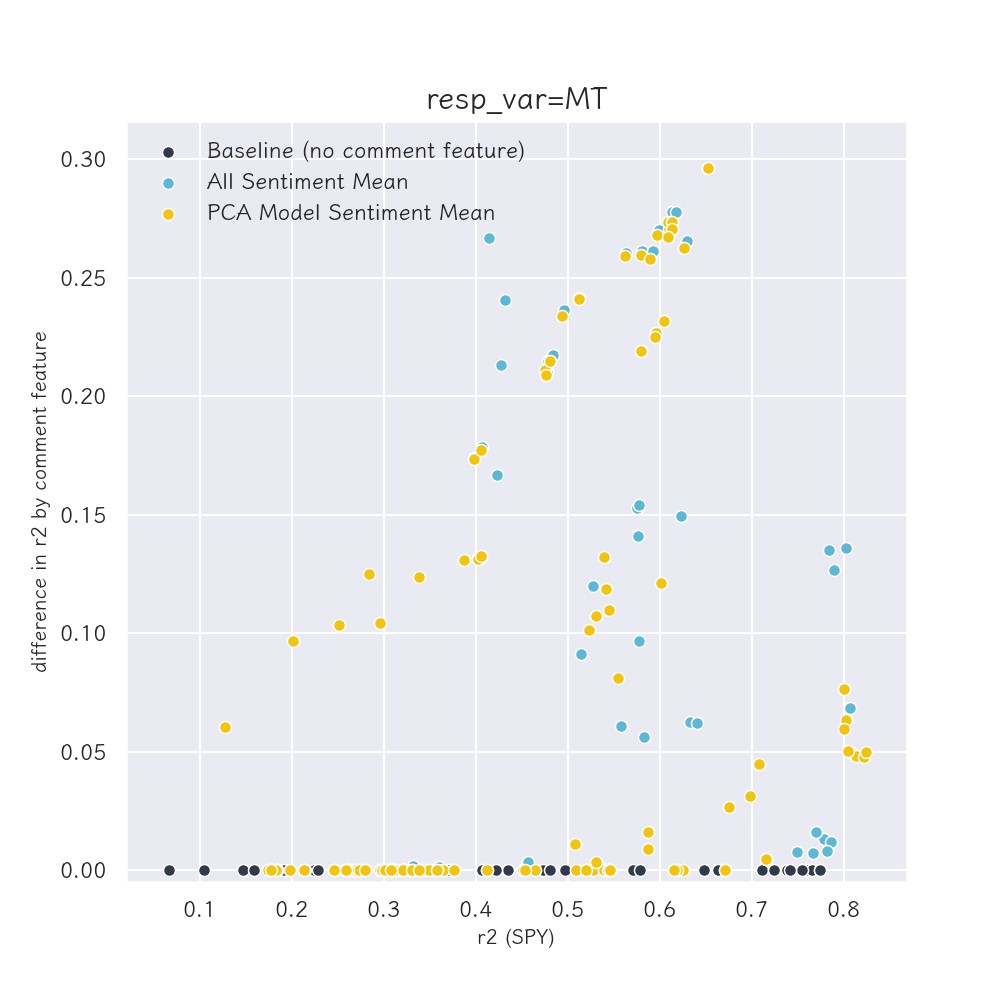 resp_var=MT
Baseline (no comment feature)
All Sentiment Mean
PCA Model Sentiment Mean
0.30
0.25
0.20
0.15
0.10
0.05
0.00
difference in r2 by comment feature
0.1 0.2 0.3 0.4 0.5 0.6 0.7 0.8
r2 (SPY)